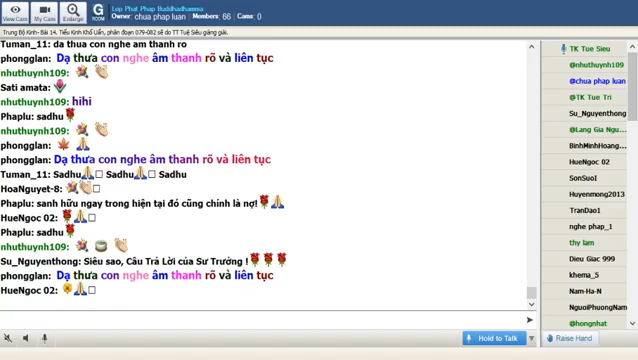 View Cam
My Cam
Enlarge
G
ROOM
Lop Phat Phap Buddhadhamma
Owner: chua phap luan Members: 66 Cams: 0
Trung Bộ Kinh- Bài 14. Tiểu Kinh Khổ Uẩn, phân đoạn 079-082 sẽ do TT Tuệ Siêu giảng giải.
Tuman_11: da thua con nghe am thanh ro
phongglan: Dạ thưa con nghe âm thanh rõ và liên tục
nhuthuynh109:
Sati amata:
nhuthuynh109: hihi
Phaplu: sadhu
nhuthuynh109:
phongglan:
phongglan: Dạ thưa con nghe âm thanh rõ và liên tục
Tuman_11: Sadhu Sadhu Sadhu
HoaNguyet-8:
Phaplu: sanh hữu ngay trong hiện tại đó cũng chính là nợ!
HueNgoc 02:
Phaplu: sadhu
nhuthuynh109:
Su_Nguyenthong: Siêu sao, Câu Trả Lời của Sư Trưởng !
phongglan: Dạ thưa con nghe âm thanh rõ và liên tục
HueNgoc 02:
TK Tue Sieu
@nhuthuynh109
@chua phap luan
@TK Tue Tri
Su_Nguyenthong
@Lang Gia Ngu...
BinhMinhHoang...
HueNgoc 02
SonSuoI
Huyenmong2013
TranDao1
nghe phap_1
thy lam
Dieu Giac 999
khema_5
Nam-Ha-N
NguoiPhuongNam
@hongnhat
Hold to Talk
Raise Hand